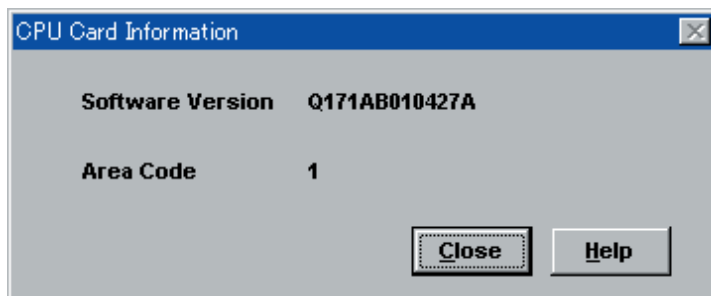 CPU Card Information
Software Version Q171AB010427A
Area Code 1
Close Help